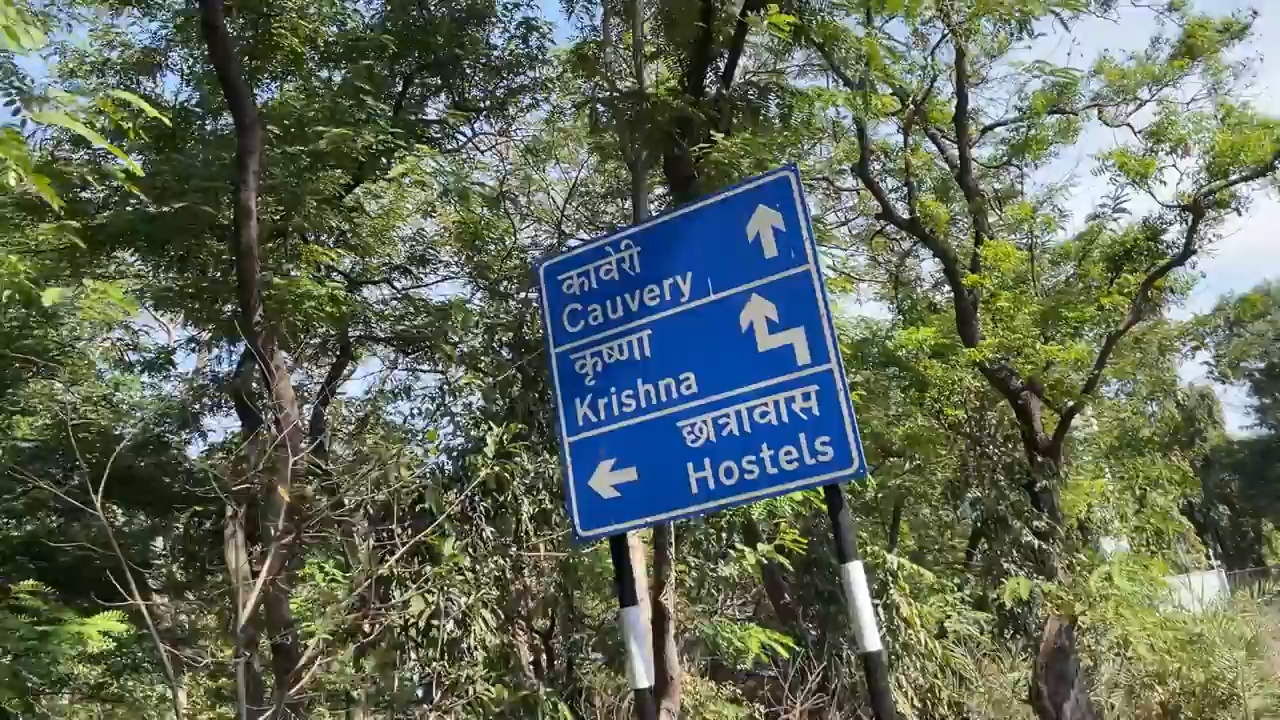 कावेरी
Cauvery
कृष्णा
Krishna
छात्रावास
Hostels